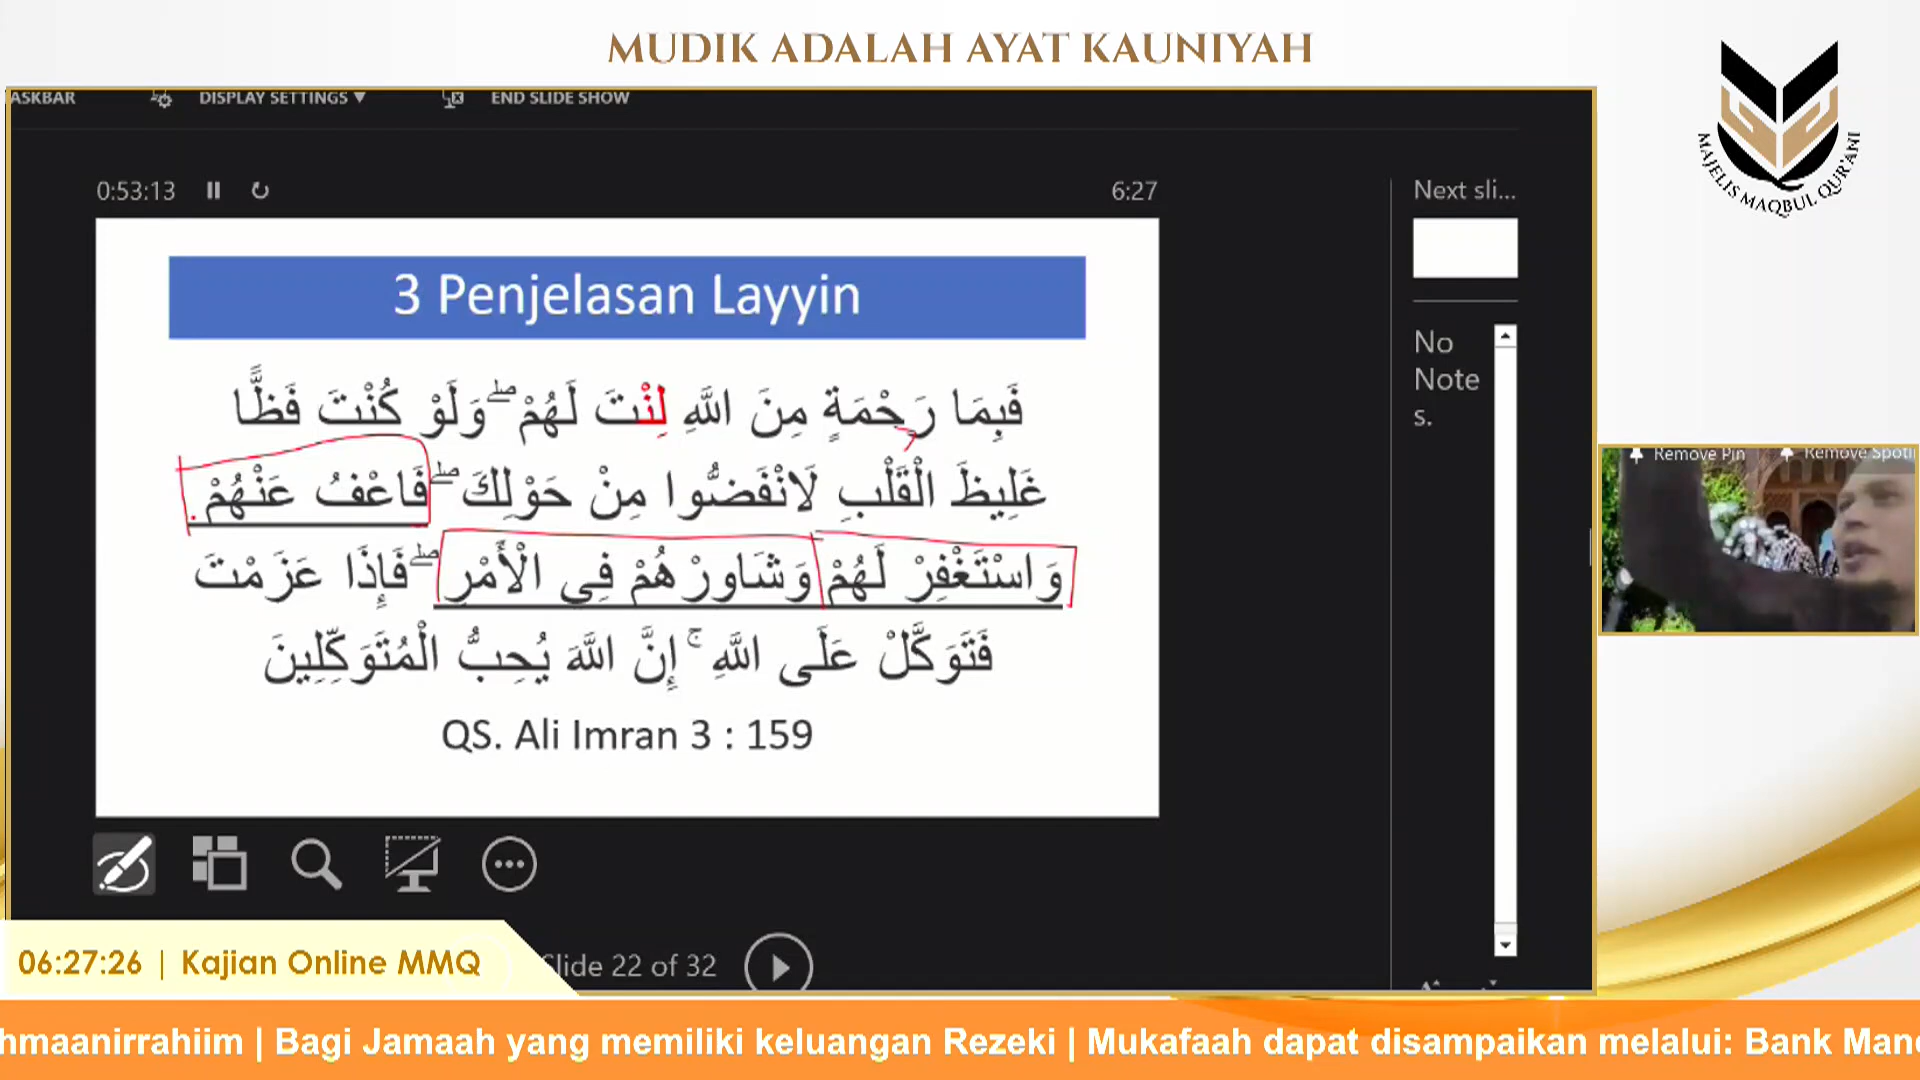 MUDIK ADALAH AYAT KAUNIYAH
ASKBAR DISPLAY SETTINGS ▼ END SLIDE SHOW
0:53:13 6:27
Next sli...
3 Penjelasan Layyin
فَبِمَا رَحْمَةٍ مِنَ اللَّهِ لِنْتَ لَهُمْ ۖ وَلَوْ كُنْتَ فَظًّا
غَلِيظَ الْقَلْبِ لَانْفَضُّوا مِنْ حَوْلِكَ ۖ فَاعْفُ عَنْهُمْ
وَاسْتَغْفِرْ لَهُمْ وَشَاوِرْهُمْ فِي الْأَمْرِ ۖ فَإِذَا عَزَمْتَ
فَتَوَكَّلْ عَلَى اللَّهِ ۚ إِنَّ اللَّهَ يُحِبُّ الْمُتَوَكِّلِينَ
QS. Ali Imran 3 : 159
No
Note
s.
MAJELIS MAQBUL QUR'ANI
Remove Pin Remove Spotli
06:27:26 | Kajian Online MMQ
Slide 22 of 32
hmaanirrahiim | Bagi Jamaah yang memiliki keluangan Rezeki | Mukafaah dapat disampaikan melalui: Bank Man